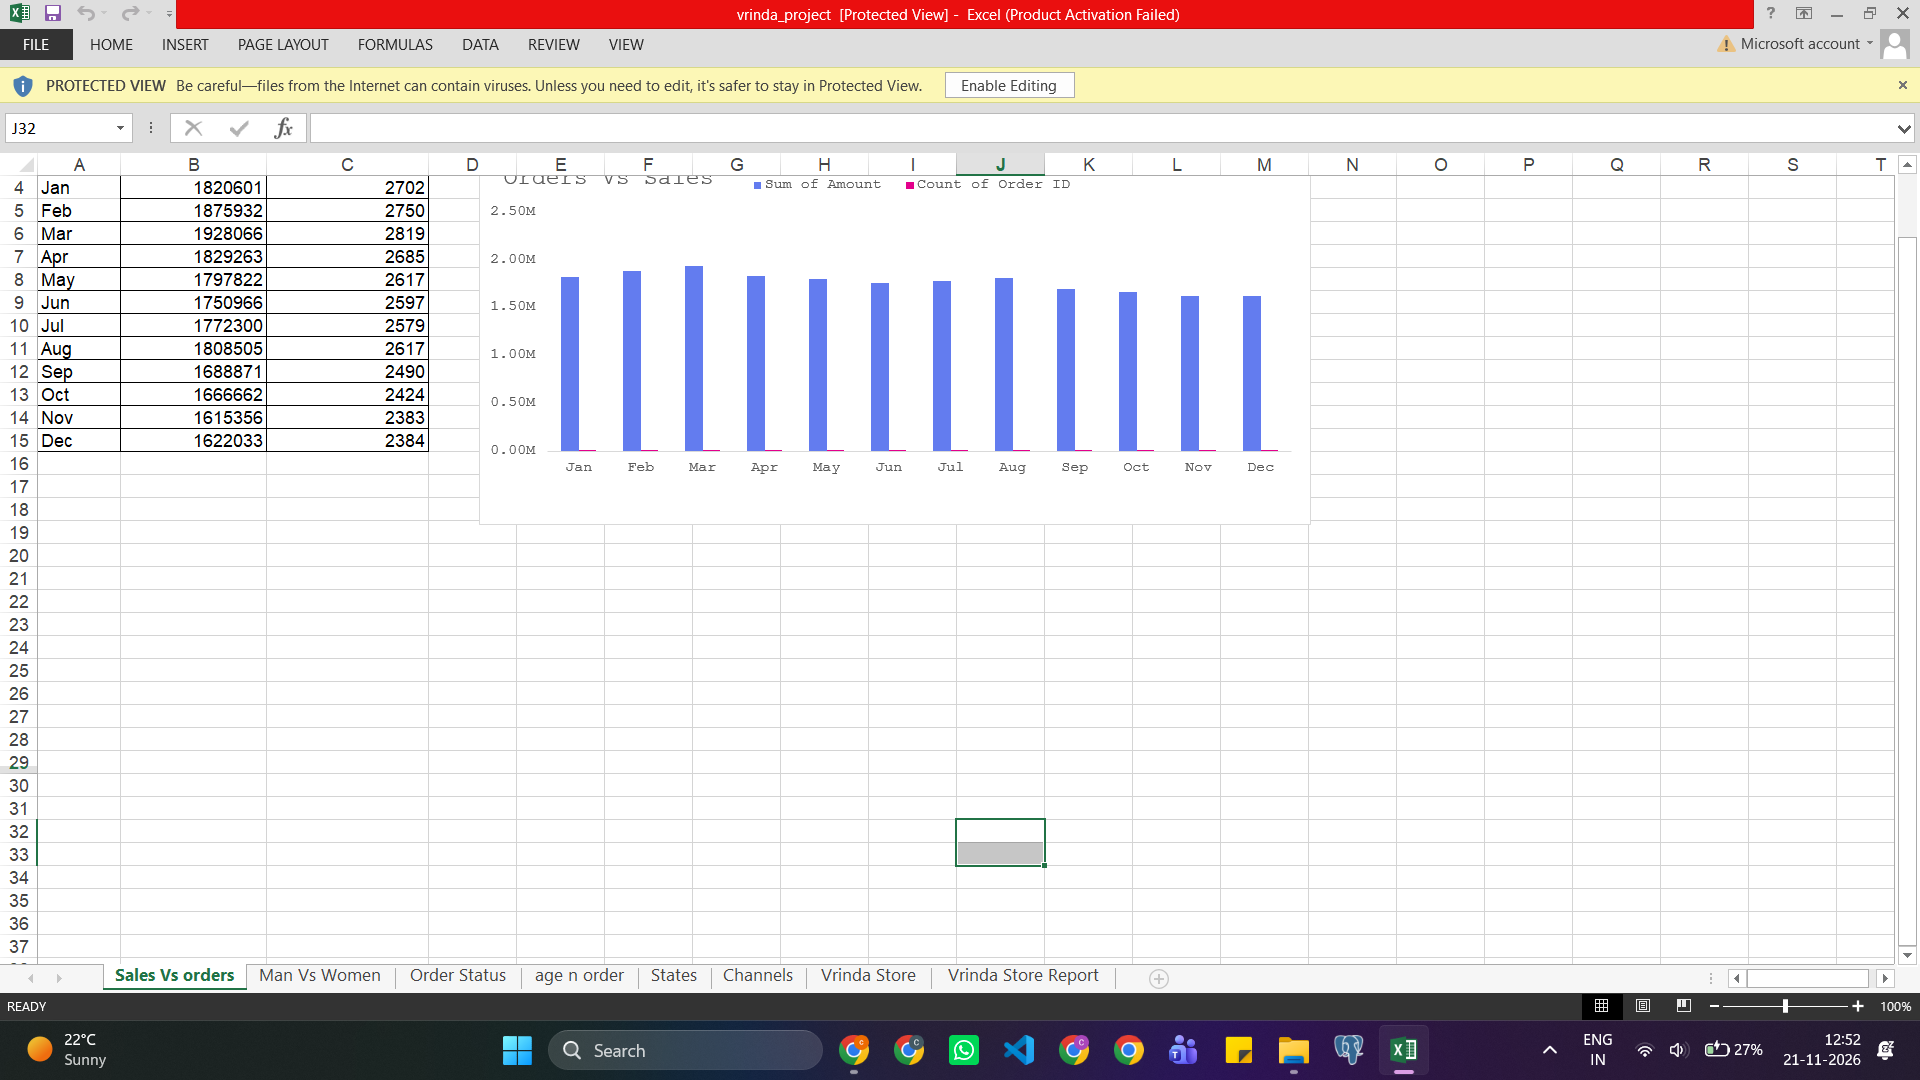 vrinda_project [Protected View] - Excel (Product Activation Failed)
FILE HOME INSERT PAGE LAYOUT FORMULAS DATA REVIEW VIEW Microsoft account
PROTECTED VIEW Be careful—files from the Internet can contain viruses. Unless you need to edit, it's safer to stay in Protected View. Enable Editing
J32 fx
A B C D E F G H I J K L M N O P Q R S T
4 Jan 1820601 2702
5 Feb 1875932 2750
6 Mar 1928066 2819
7 Apr 1829263 2685
8 May 1797822 2617
9 Jun 1750966 2597
10 Jul 1772300 2579
11 Aug 1808505 2617
12 Sep 1688871 2490
13 Oct 1666662 2424
14 Nov 1615356 2383
15 Dec 1622033 2384
16
17
18
19
20
21
22
23
24
25
26
27
28
29
30
31
32
33
34
35
36
37
Orders Vs Sales
Sum of Amount Count of Order ID
2.50M
2.00M
1.50M
1.00M
0.50M
0.00M
Jan Feb Mar Apr May Jun Jul Aug Sep Oct Nov Dec
Sales Vs orders Man Vs Women Order Status age n order States Channels Vrinda Store Vrinda Store Report
READY 100%
22°C
Sunny
Search
ENG
IN
27%
12:52
21-11-2026